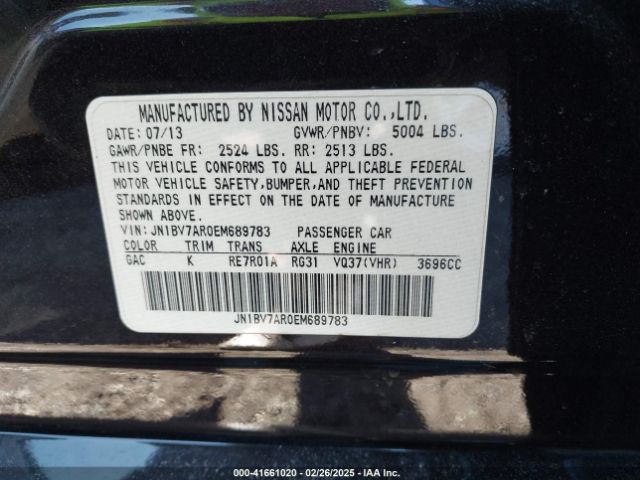 MANUFACTURED BY NISSAN MOTOR CO.,LTD.
DATE: 07/13 GVWR/PNBV: 5004 LBS.
GAWR/PNBE FR: 2524 LBS. RR: 2513 LBS.
THIS VEHICLE CONFORMS TO ALL APPLICABLE FEDERAL
MOTOR VEHICLE SAFETY,BUMPER,AND THEFT PREVENTION
STANDARDS IN EFFECT ON THE DATE OF MANUFACTURE
SHOWN ABOVE.
VIN: JN1BV7AR0EM689783 PASSENGER CAR
COLOR TRIM TRANS AXLE ENGINE
GAC K RE7R01A RG31 VQ37(VHR) 3696CC
JN1BV7AR0EM689783
000-41661020 - 02/26/2025 - IAA Inc.